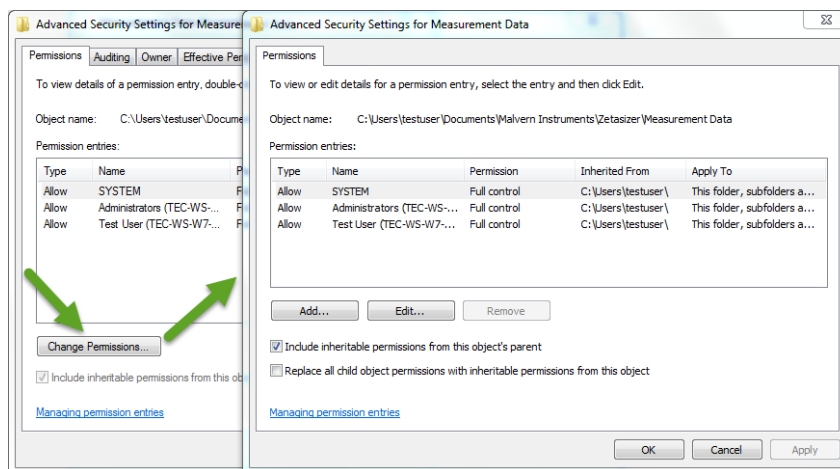 Advanced Security Settings for Measurem
Permissions Auditing Owner Effective Per
To view details of a permission entry, double-c
Object name: C:\Users\testuser\Docume
Permission entries:
Type Name P
Allow SYSTEM F
Allow Administrators (TEC-WS-... F
Allow Test User (TEC-WS-W7-... F
Change Permissions...
Include inheritable permissions from this ob
Managing permission entries
Advanced Security Settings for Measurement Data
Permissions
To view or edit details for a permission entry, select the entry and then click Edit.
Object name: C:\Users\testuser\Documents\Malvern Instruments\Zetasizer\Measurement Data
Permission entries:
Type Name Permission Inherited From Apply To
Allow SYSTEM Full control C:\Users\testuser\ This folder, subfolders a...
Allow Administrators (TEC-WS-... Full control C:\Users\testuser\ This folder, subfolders a...
Allow Test User (TEC-WS-W7-... Full control C:\Users\testuser\ This folder, subfolders a...
Add... Edit... Remove
Include inheritable permissions from this object's parent
Replace all child object permissions with inheritable permissions from this object
Managing permission entries
OK Cancel Apply